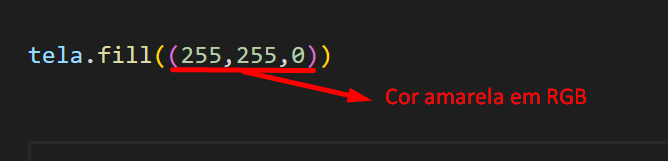 tela.fill((255,255,0))
Cor amarela em RGB